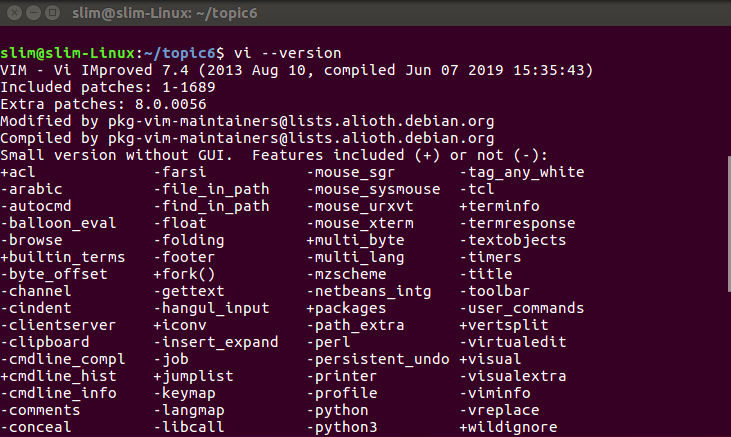 slim@slim-Linux: ~/topic6
slim@slim-Linux:~/topic6$ vi --version
VIM - Vi IMproved 7.4 (2013 Aug 10, compiled Jun 07 2019 15:35:43)
Included patches: 1-1689
Extra patches: 8.0.0056
Modified by pkg-vim-maintainers@lists.alioth.debian.org
Compiled by pkg-vim-maintainers@lists.alioth.debian.org
Small version without GUI.  Features included (+) or not (-):
+acl             -farsi           -mouse_sgr       -tag_any_white
-arabic          -file_in_path    -mouse_sysmouse  -tcl
-autocmd         -find_in_path    -mouse_urxvt     +terminfo
-balloon_eval    -float           -mouse_xterm     -termresponse
-browse          -folding         +multi_byte      -textobjects
+builtin_terms   -footer          -multi_lang      -timers
-byte_offset     +fork()          -mzscheme        -title
-channel         -gettext         -netbeans_intg   -toolbar
-cindent         -hangul_input    +packages        -user_commands
-clientserver    +iconv           -path_extra      +vertsplit
-clipboard       -insert_expand   -perl            -virtualedit
-cmdline_compl   -job             -persistent_undo +visual
+cmdline_hist    +jumplist        -printer         -visualextra
-cmdline_info    -keymap          -profile         -viminfo
-comments        -langmap         -python          -vreplace
-conceal         -libcall         -python3         +wildignore